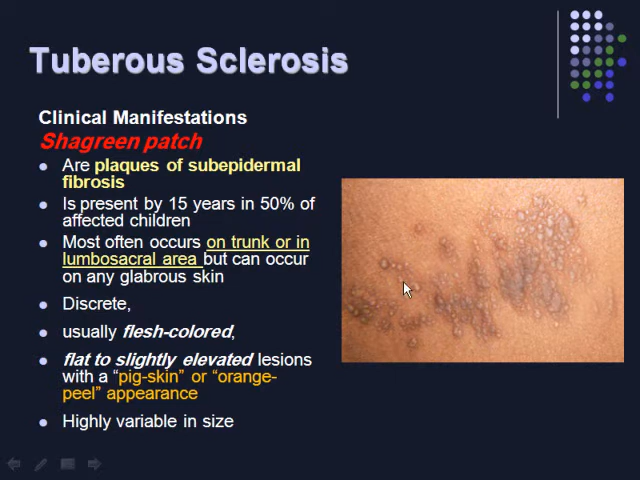 Tuberous Sclerosis
Clinical Manifestations
Shagreen patch
Are plaques of subepidermal
fibrosis
Is present by 15 years in 50% of
affected children
Most often occurs on trunk or in
lumbosacral area but can occur
on any glabrous skin
Discrete,
usually flesh-colored,
flat to slightly elevated lesions
with a “pig-skin” or “orange-
peel” appearance
Highly variable in size